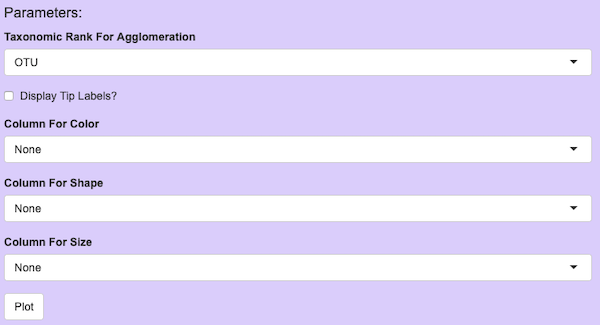 Parameters:
Taxonomic Rank For Agglomeration
OTU
Display Tip Labels?
Column For Color
None
Column For Shape
None
Column For Size
None
Plot